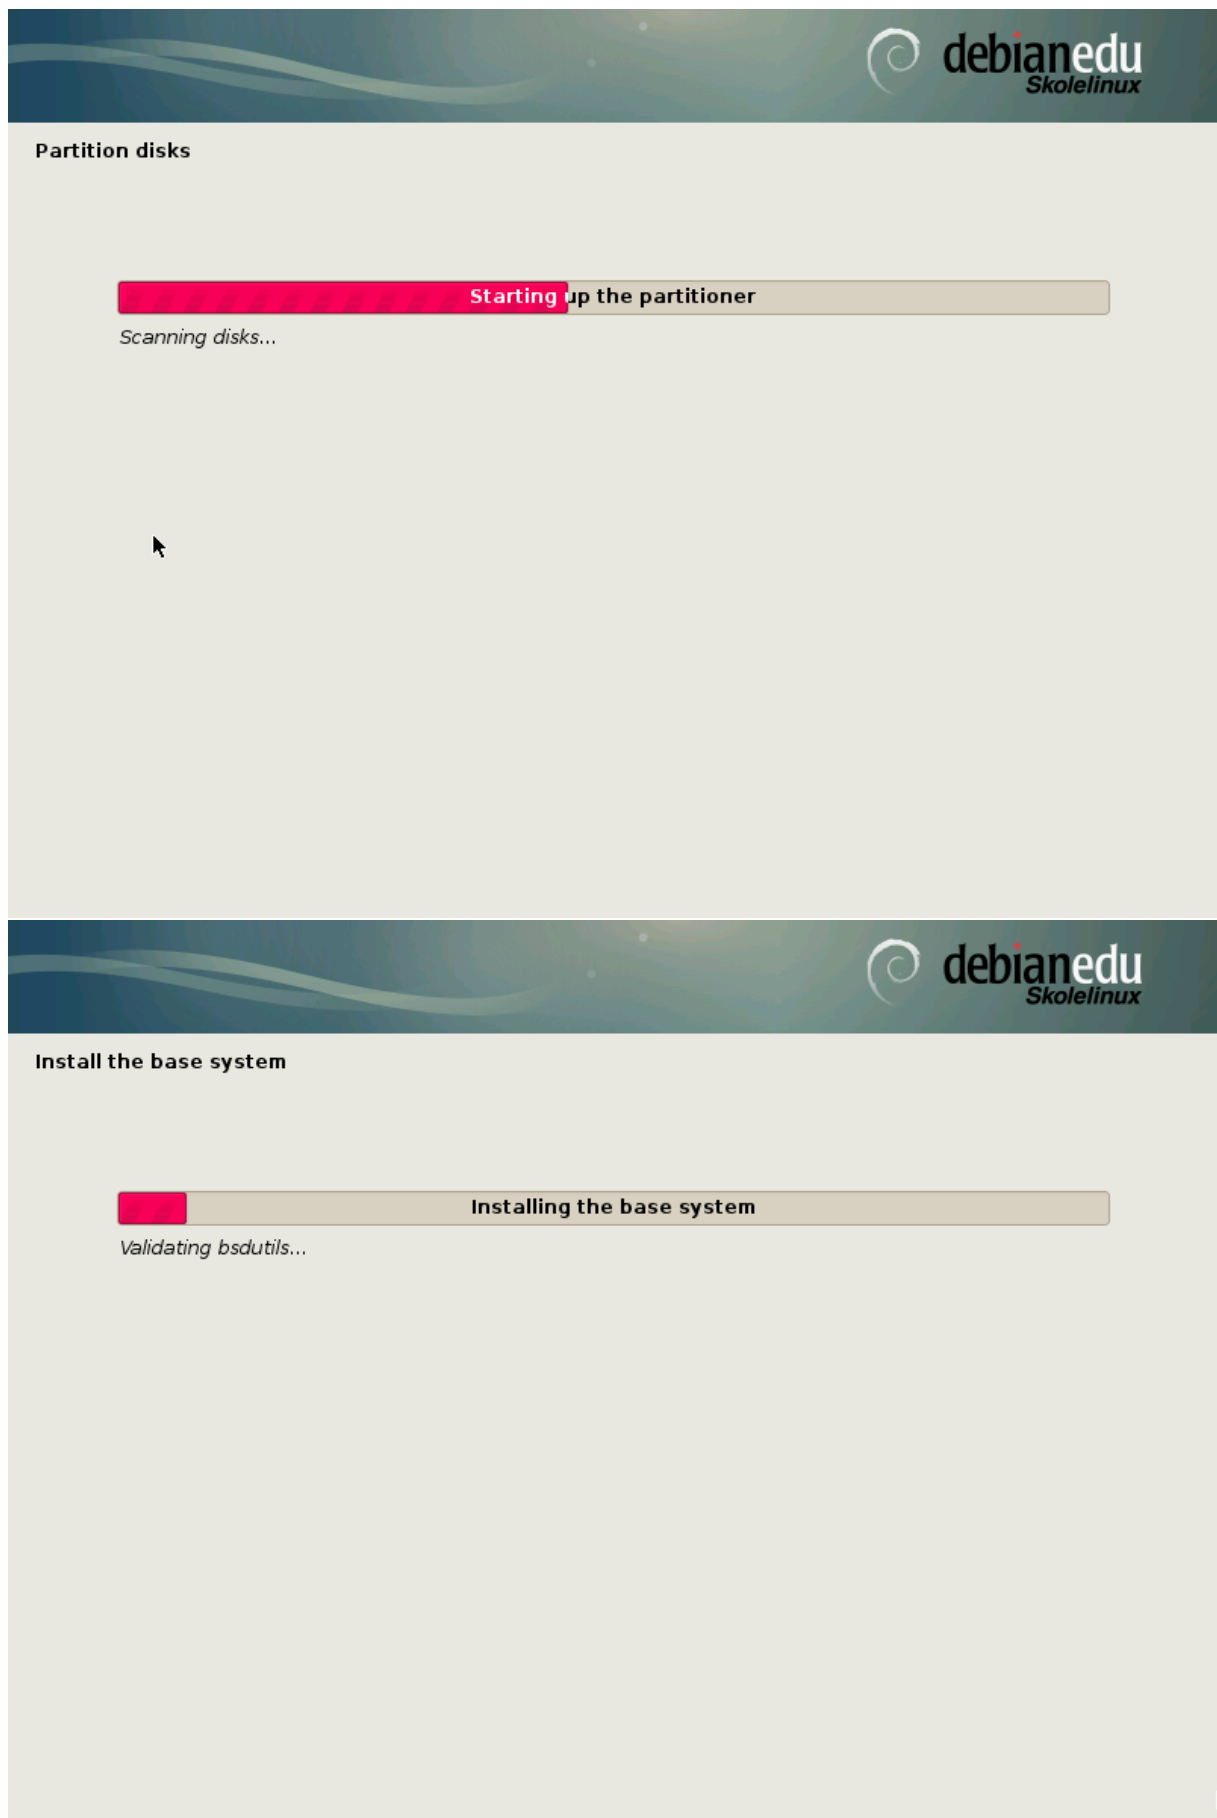 debianedu
Skolelinux
Partition disks
Starting up the partitioner
Scanning disks...
debianedu
Skolelinux
Install the base system
Installing the base system
Validating bsdutils...